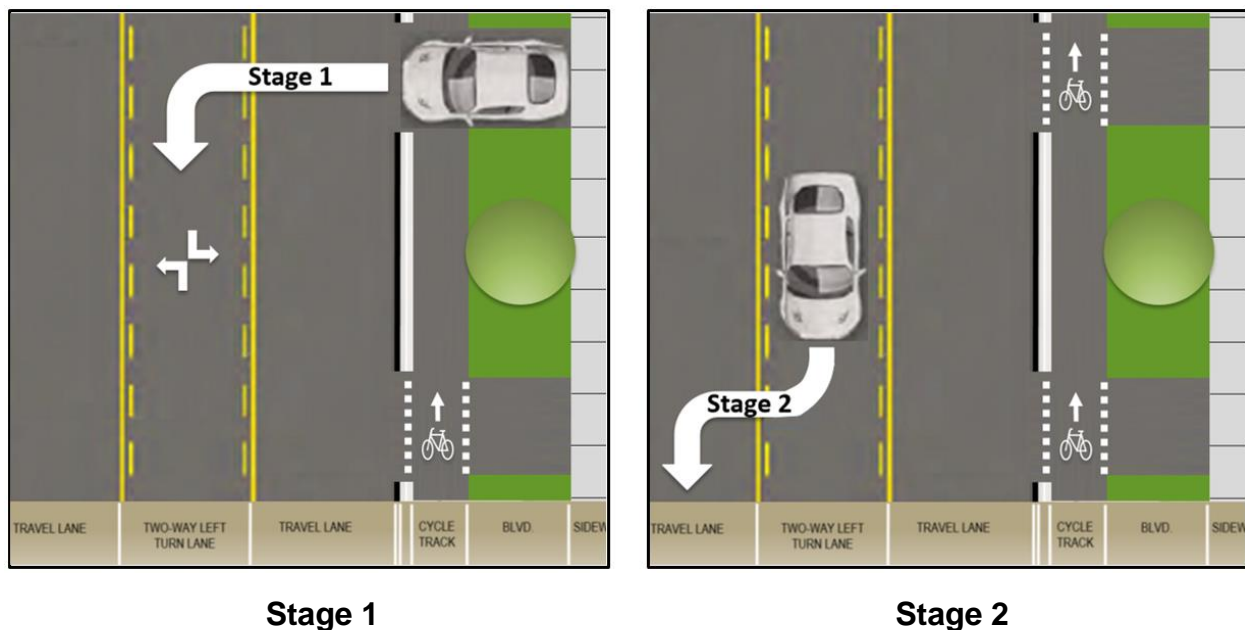 Stage 1
TRAVEL LANE
TWO-WAY LEFT
TURN LANE
TRAVEL LANE
CYCLE
TRACK
BLVD.
SIDEW
Stage 2
TRAVEL LANE
TWO-WAY LEFT
TURN LANE
TRAVEL LANE
CYCLE
TRACK
BLVD.
SIDEW
Stage 1
Stage 2